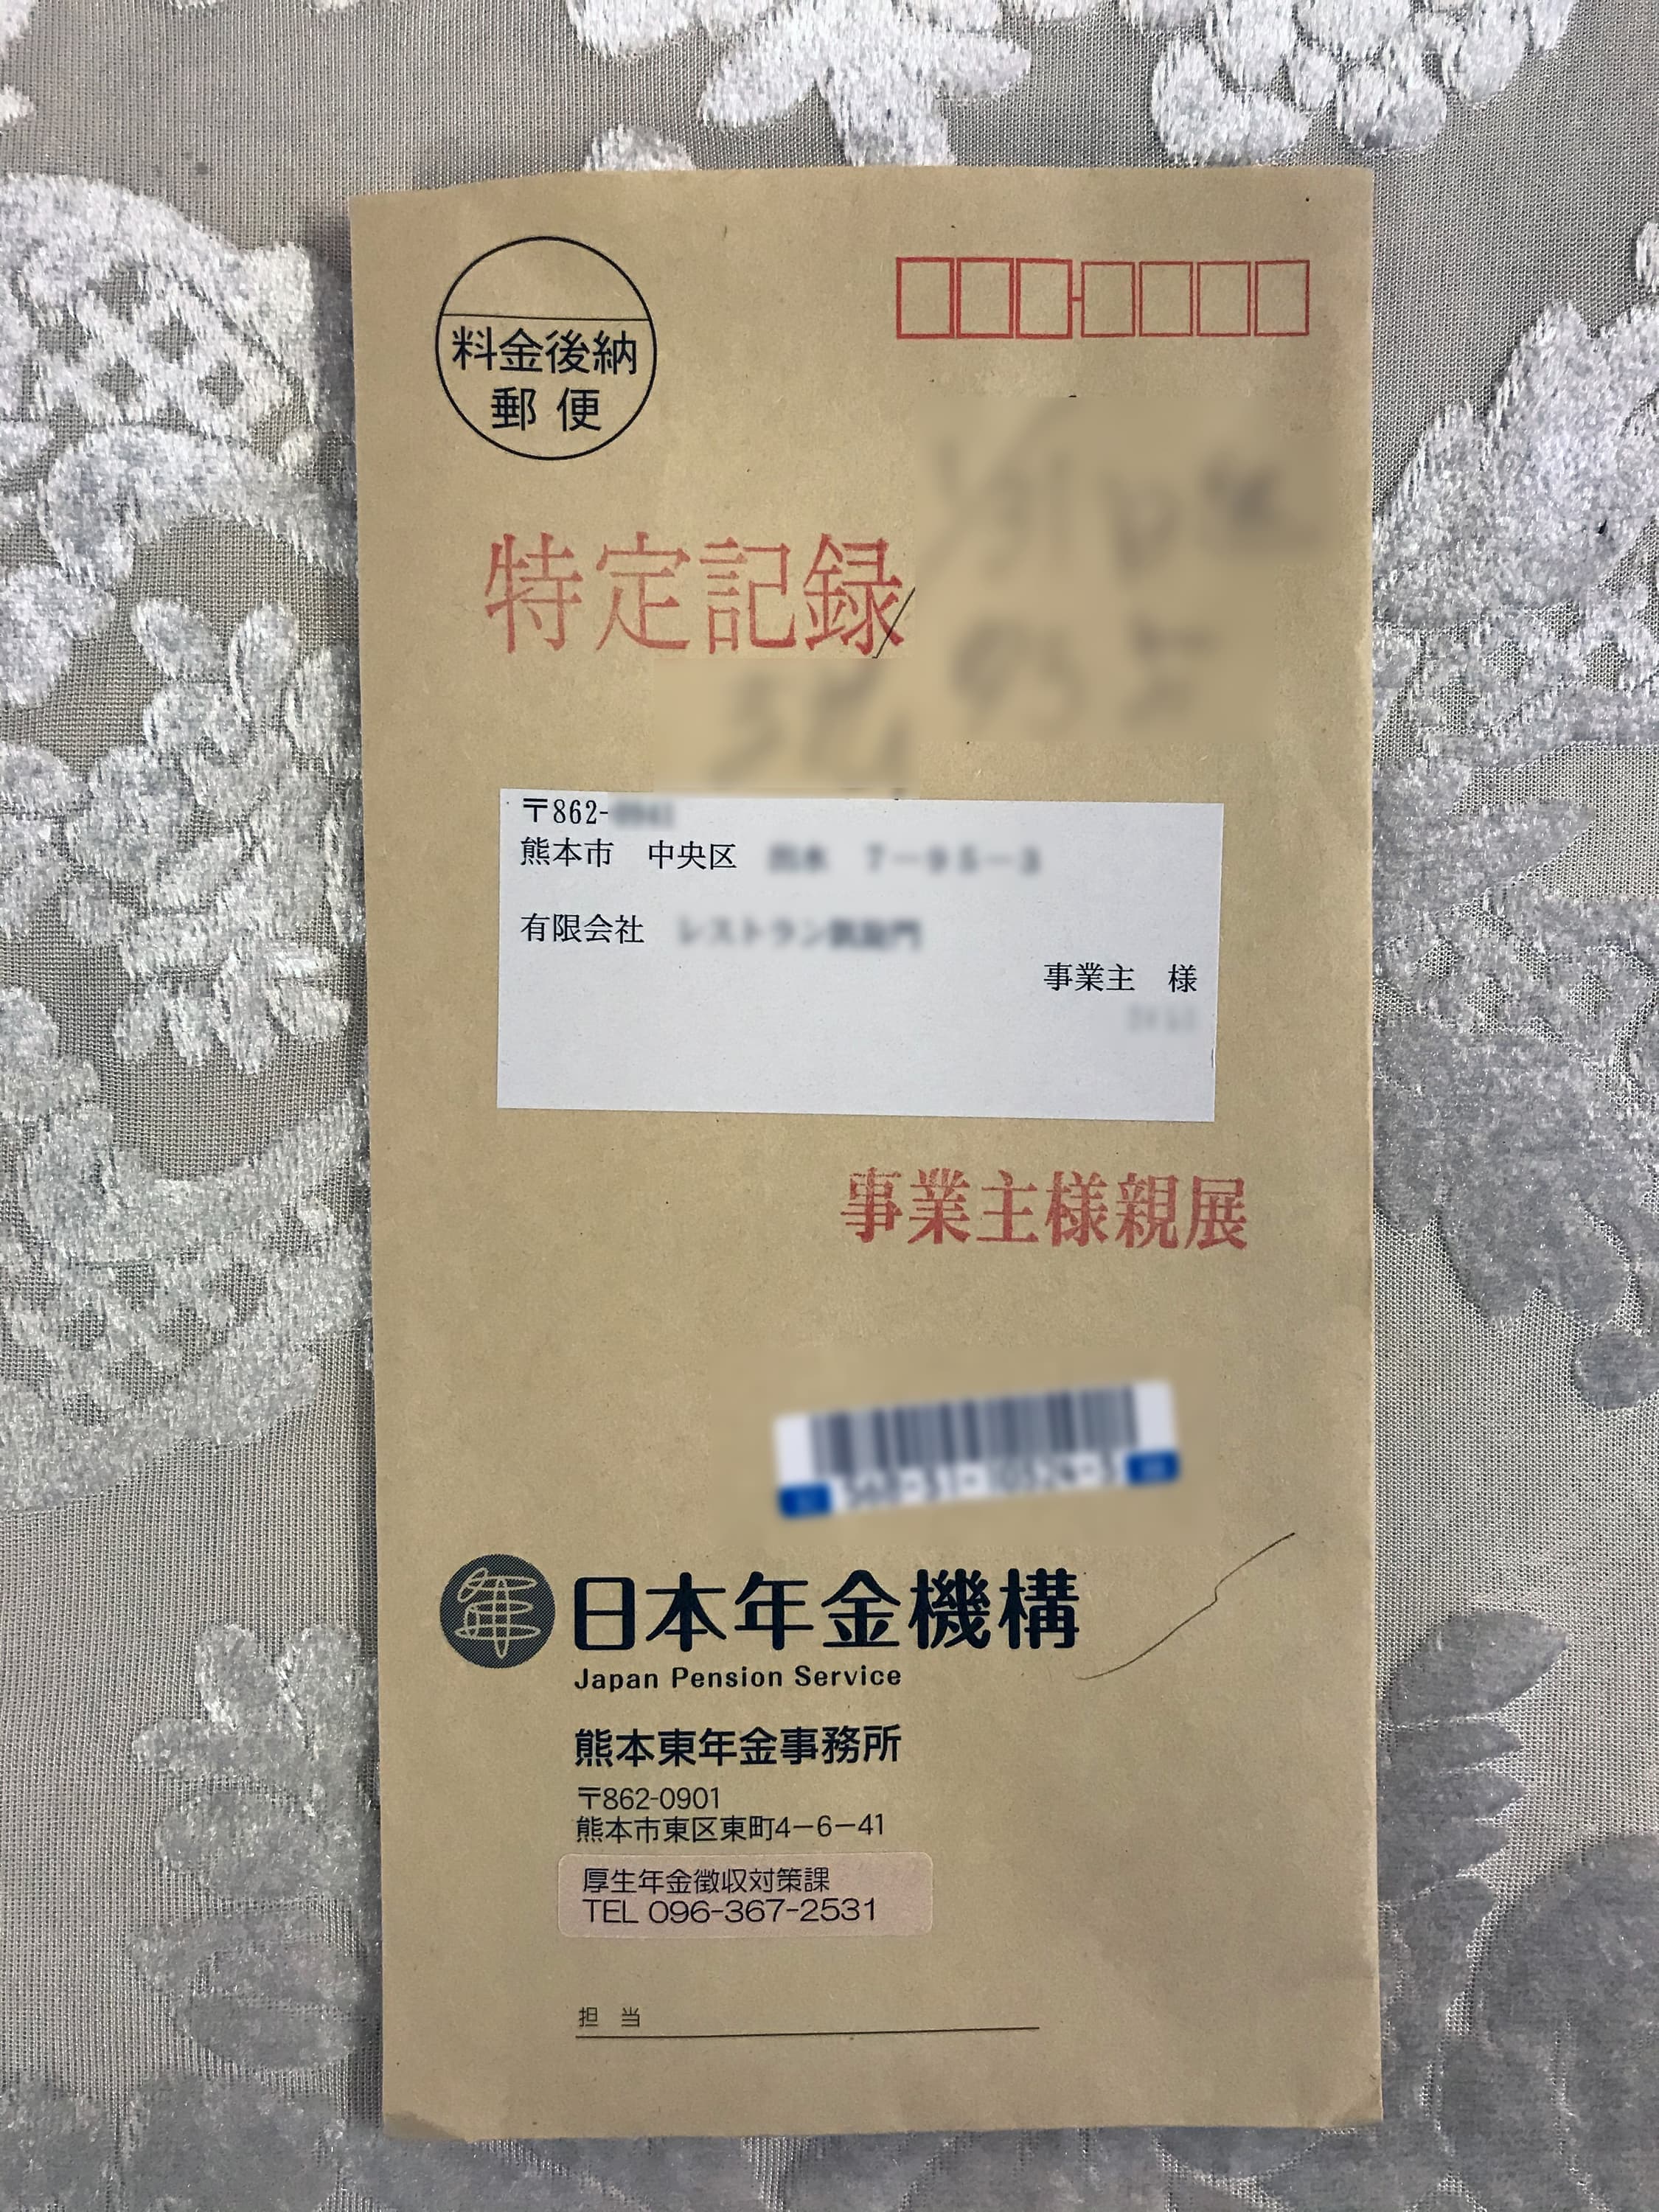 料金後納
郵便
特定記録
〒862-
熊本市 中央区
有限会社
事業主 様
事業主様親展
年
日本年金機構
Japan Pension Service
熊本東年金事務所
〒862-0901
熊本市東区東町4-6-41
厚生年金徴収対策課
TEL 096-367-2531
担当